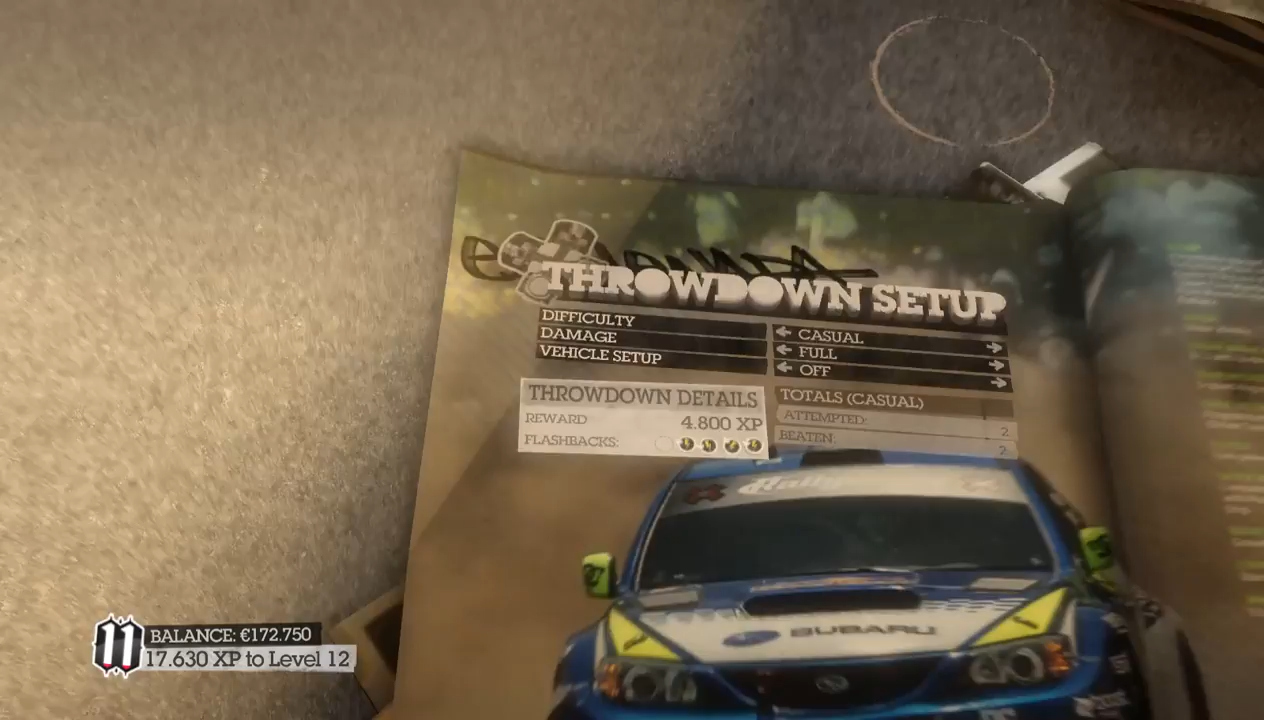 THROWDOWN SETUP
DIFFICULTY
CASUAL
DAMAGE
FULL
VEHICLE SETUP
OFF
THROWDOWN DETAILS
REWARD 4.800 XP
FLASHBACKS:
TOTALS (CASUAL)
ATTEMPTED: 2
BEATEN: 2
SUBARU
11
BALANCE: €172.750
17.630 XP to Level 12